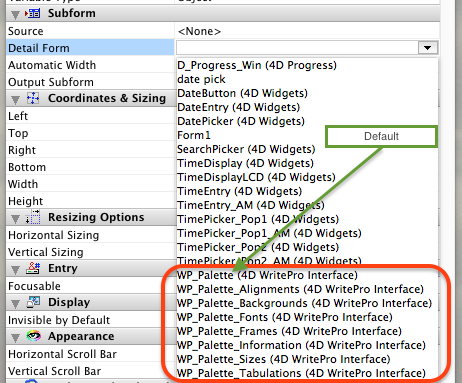 Variable Type Object
Subform
Source <None>
Detail Form
Automatic Width D_Progress_Win (4D Progress)
Output Subform date pick
DateButton (4D Widgets)
Coordinates & Sizing DateEntry (4D Widgets)
Left DatePicker (4D Widgets)
Top Form1 Default
Right SearchPicker (4D Widgets)
Bottom TimeDisplay (4D Widgets)
TimeDisplayLCD (4D Widgets)
Width TimeEntry (4D Widgets)
Height TimeEntry_AM (4D Widgets)
Resizing Options TimePicker_Pop1 (4D Widgets)
Horizontal Sizing TimePicker_Pop1_AM (4D Widgets)
Vertical Sizing TimePicker_Pop2 (4D Widgets)
TimePicker_Pop2_AM (4D Widgets)
Entry WP_Palette (4D WritePro Interface)
Focusable WP_Palette_Alignments (4D WritePro Interface)
Display WP_Palette_Backgrounds (4D WritePro Interface)
Invisible by Default WP_Palette_Fonts (4D WritePro Interface)
Appearance WP_Palette_Frames (4D WritePro Interface)
WP_Palette_Information (4D WritePro Interface)
Horizontal Scroll Bar WP_Palette_Sizes (4D WritePro Interface)
Vertical Scroll Bar WP_Palette_Tabulations (4D WritePro Interface)